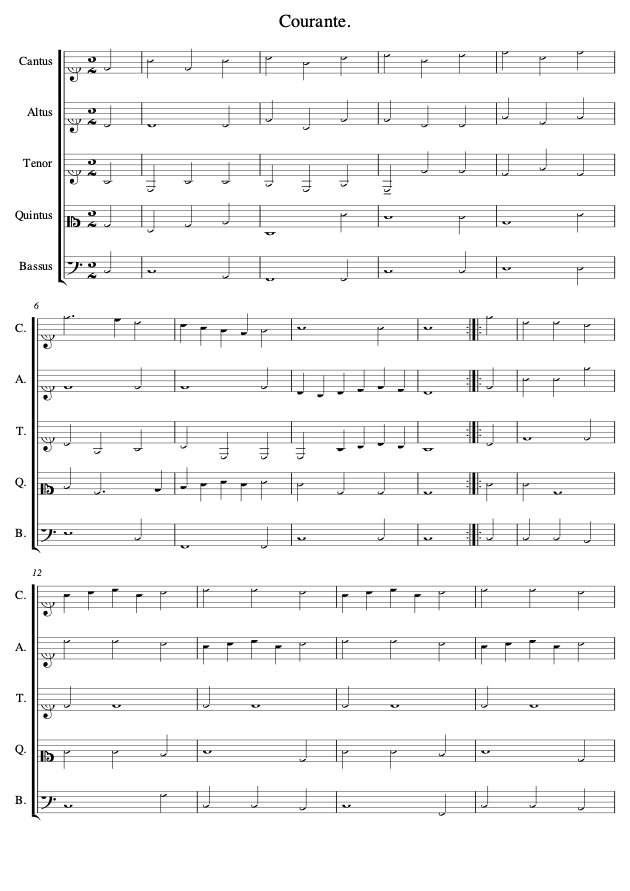 Courante.
Cantus
Altus
Tenor
Quintus
Bassus
6
C.
A.
T.
Q.
B.
12
C.
A.
T.
Q.
B.